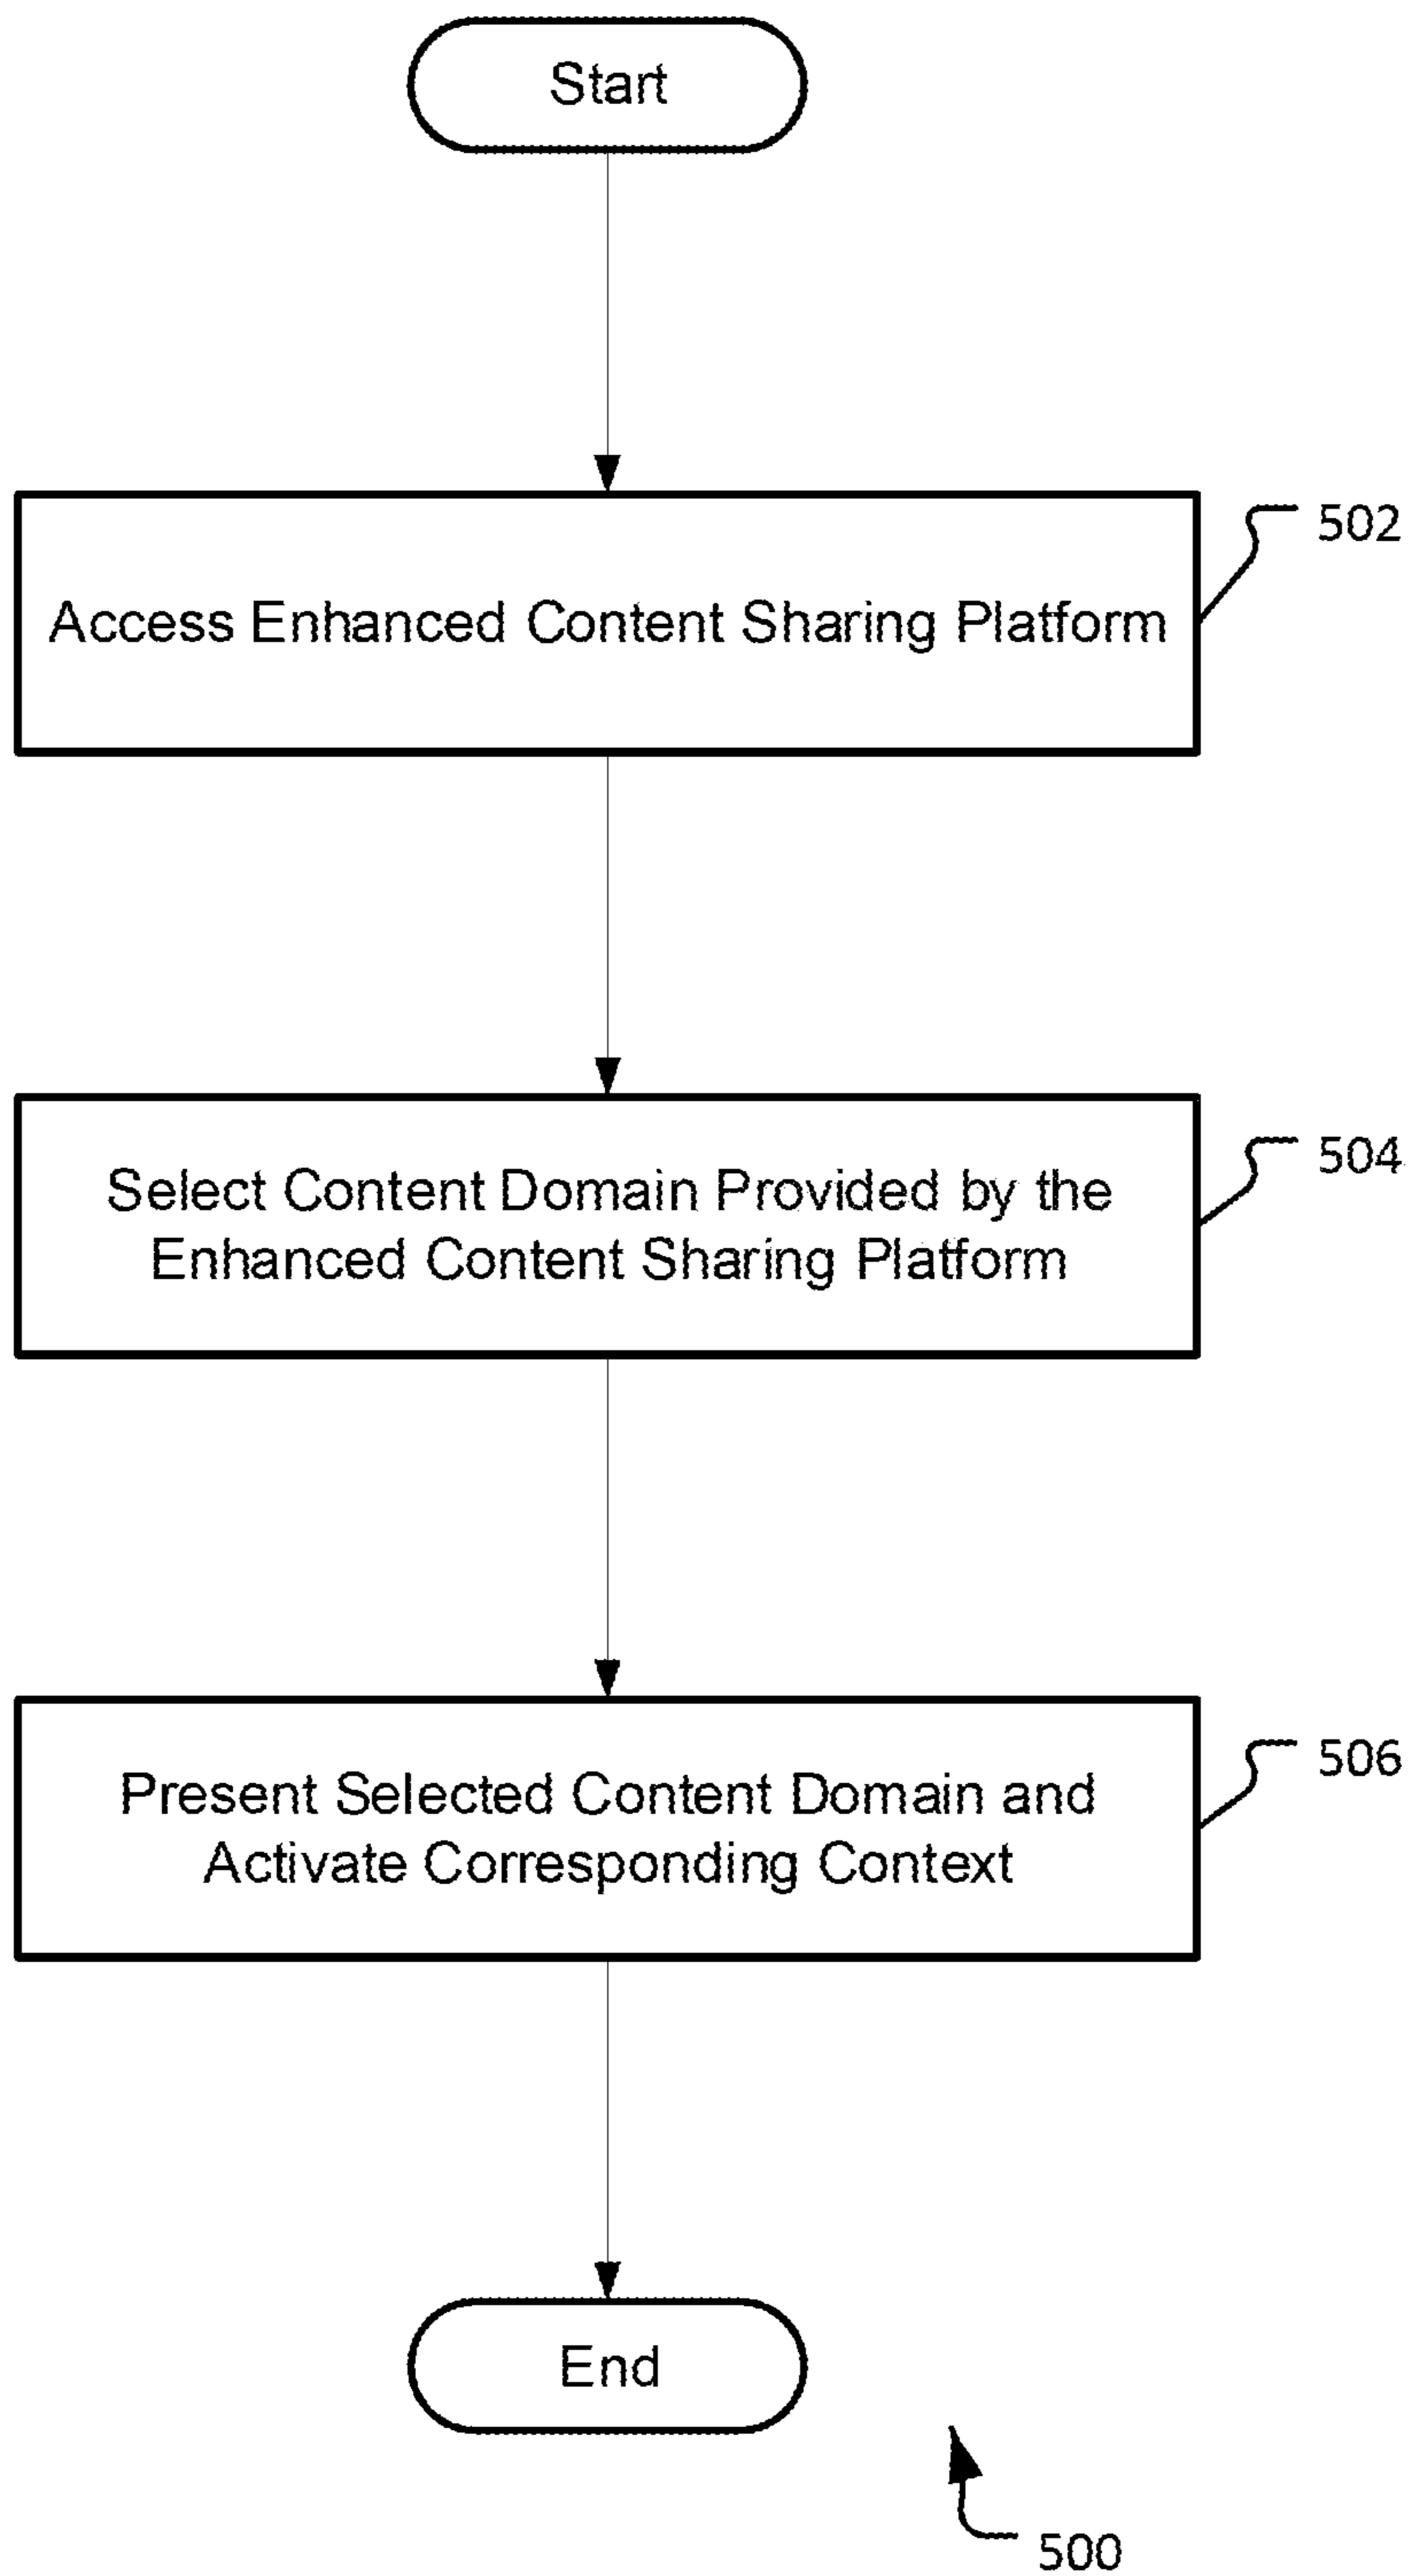 Start
Access Enhanced Content Sharing Platform
502
Select Content Domain Provided by the
Enhanced Content Sharing Platform
504
Present Selected Content Domain and
Activate Corresponding Context
506
End
500